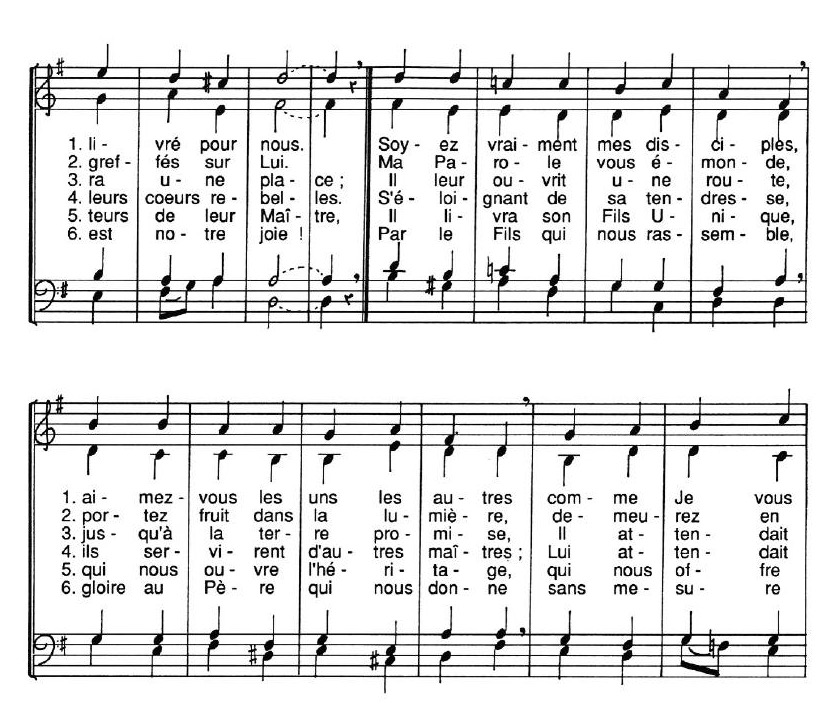 1. li - vré pour nous. Soy - ez vrai - ment mes dis - ci - ples,
2. gref - fés sur Lui. Ma Pa - ro - le vous é - mon - de,
3. ra u - ne pla - ce ; Il leur ou - vrit u - ne rou - te,
4. leurs coeurs re - bel - les. S'é - loi - gnant de sa ten - dres - se,
5. teurs de leur Maî - tre, Il li - vra son Fils U - ni - que,
6. est no - tre joie ! Par le Fils qui nous ras - sem - ble,
1. ai - mez - vous les uns les au - tres com - me Je vous
2. por - tez fruit dans la lu - miè - re, de - meu - rez en
3. jus - qu'à la ter - re pro - mi - se, Il at - ten - dait
4. ils ser - vi - rent d'au - tres maî - tres ; Lui at - ten - dait
5. qui nous ou - vre l'hé - ri - ta - ge, qui nous of - fre
6. gloire au Pè - re qui nous don - ne sans me - su - re